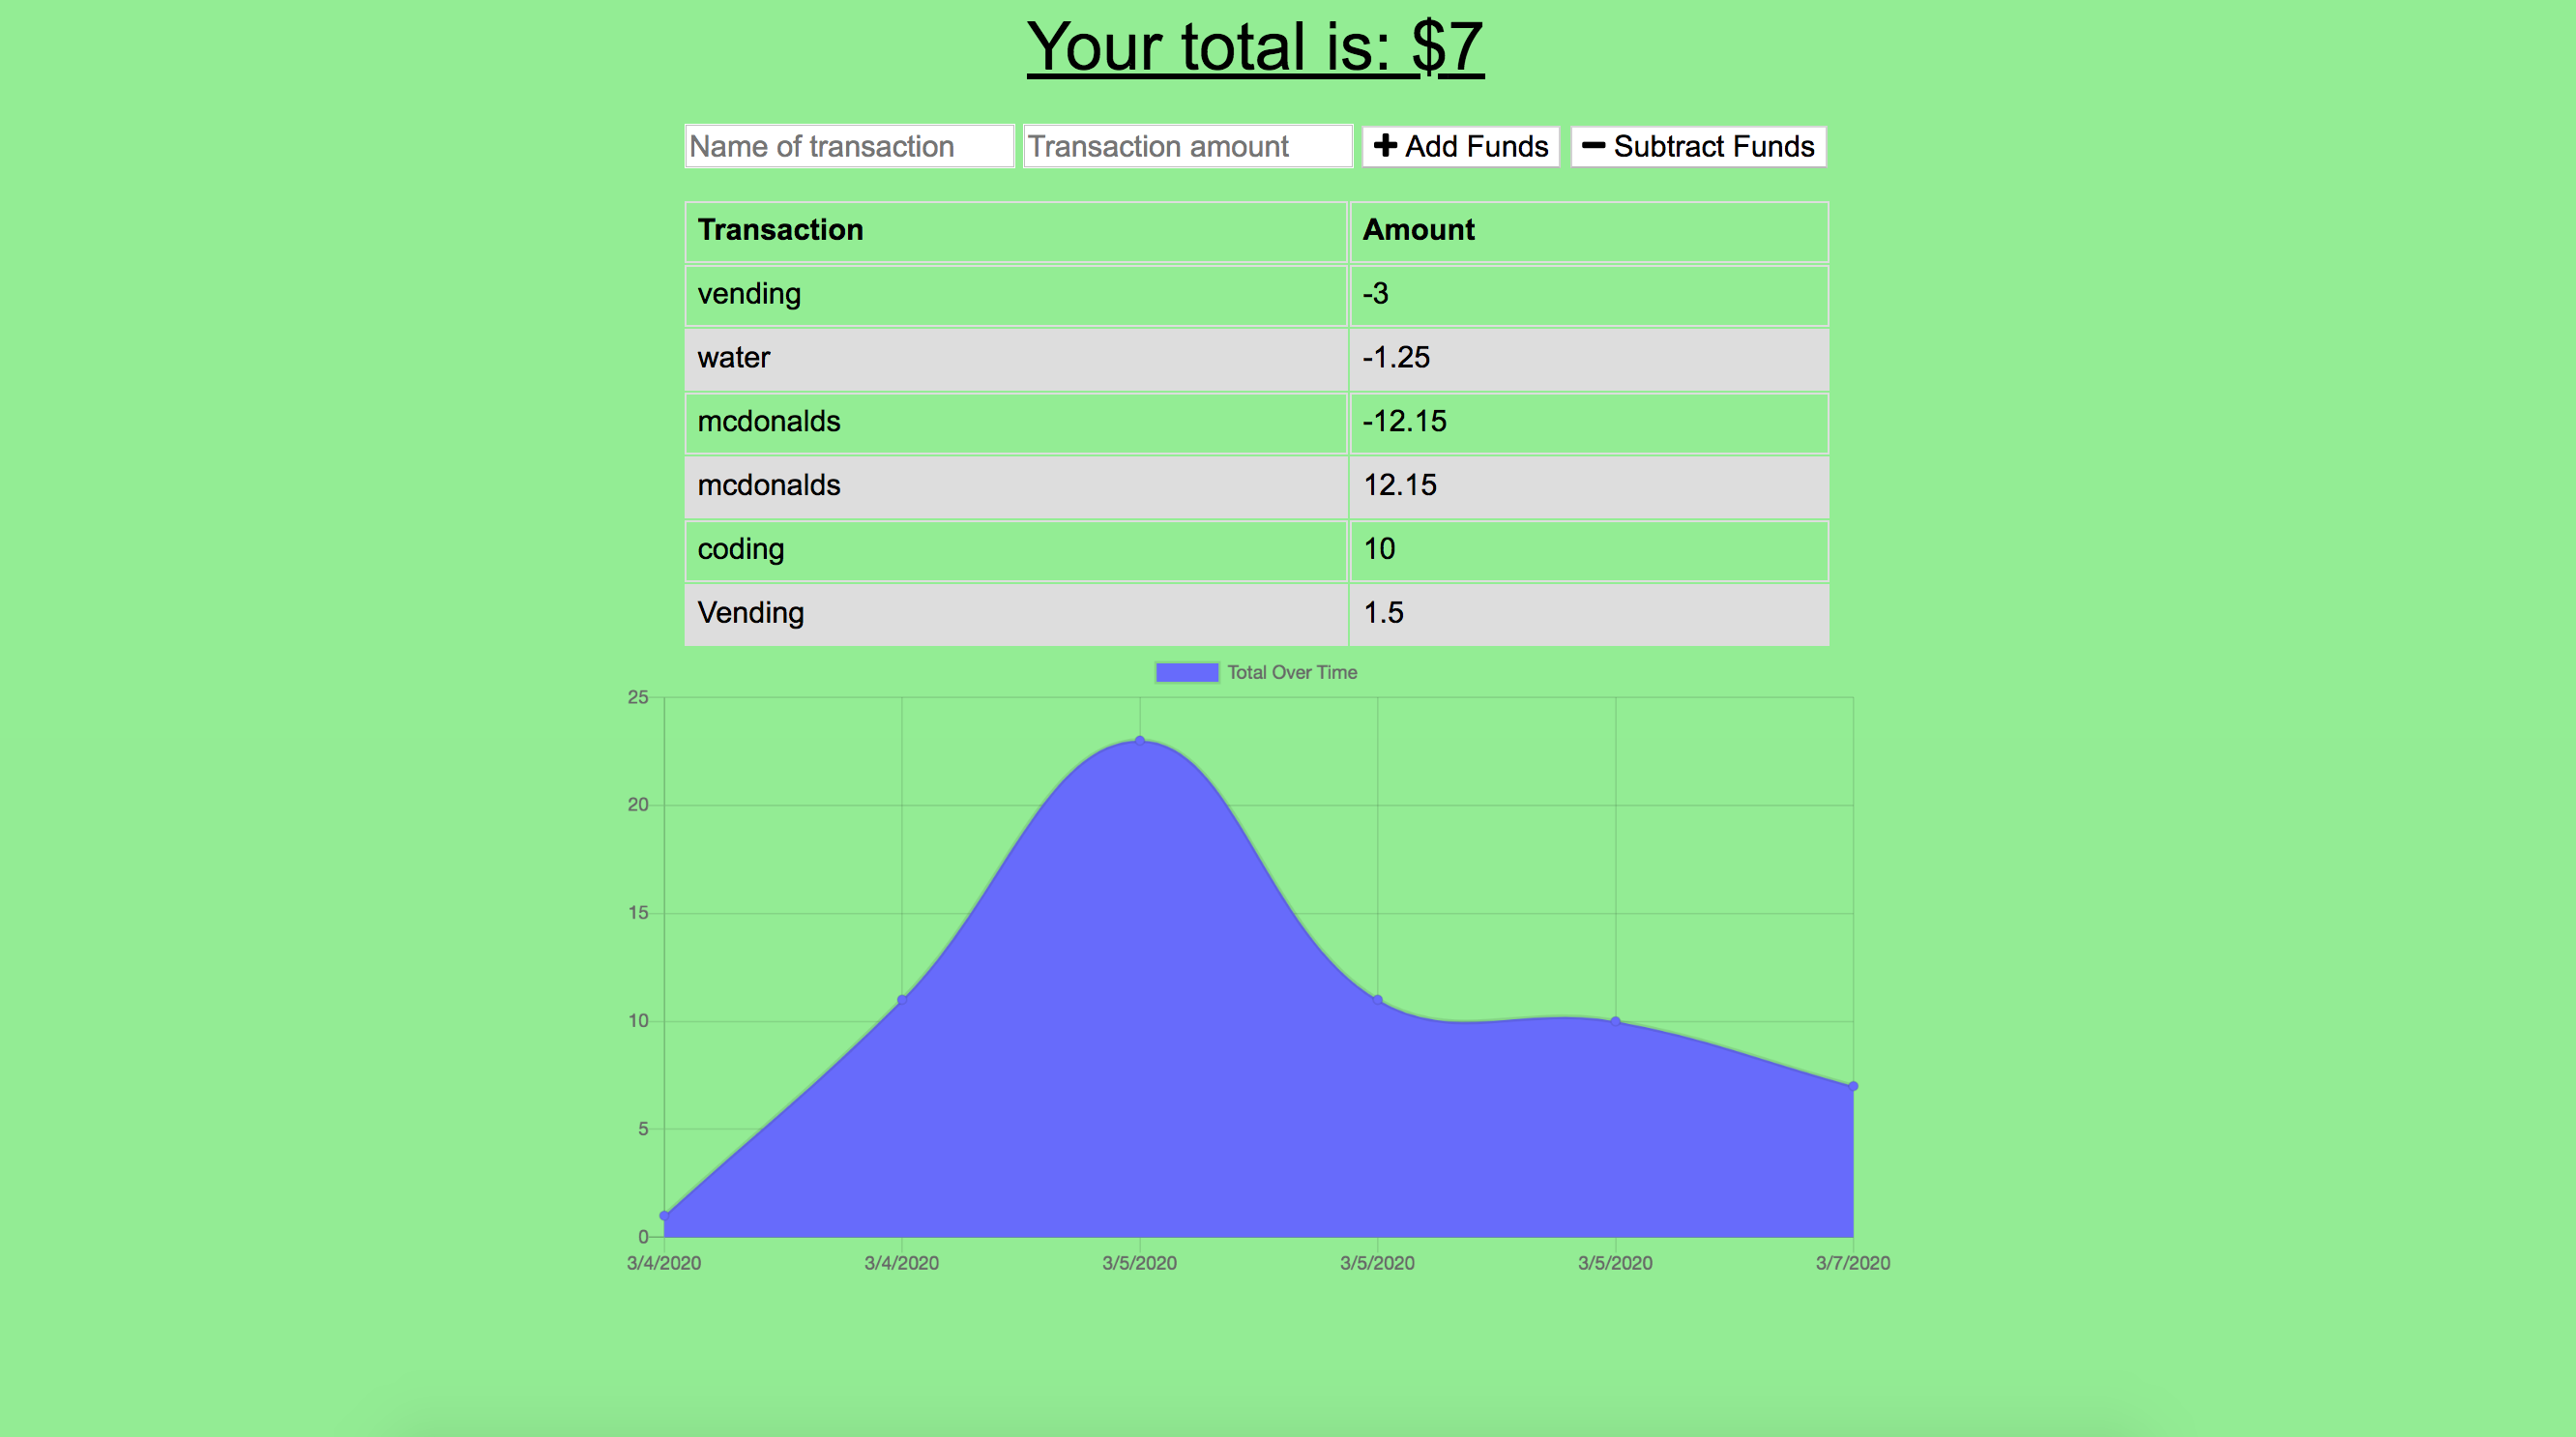 Your total is: $7
Name of transaction Transaction amount Add Funds Subtract Funds
Transaction Amount
vending -3
water -1.25
mcdonalds -12.15
mcdonalds 12.15
coding 10
Vending 1.5
Total Over Time
25
20
15
10
5
0
3/4/2020 3/4/2020 3/5/2020 3/5/2020 3/5/2020 3/7/2020